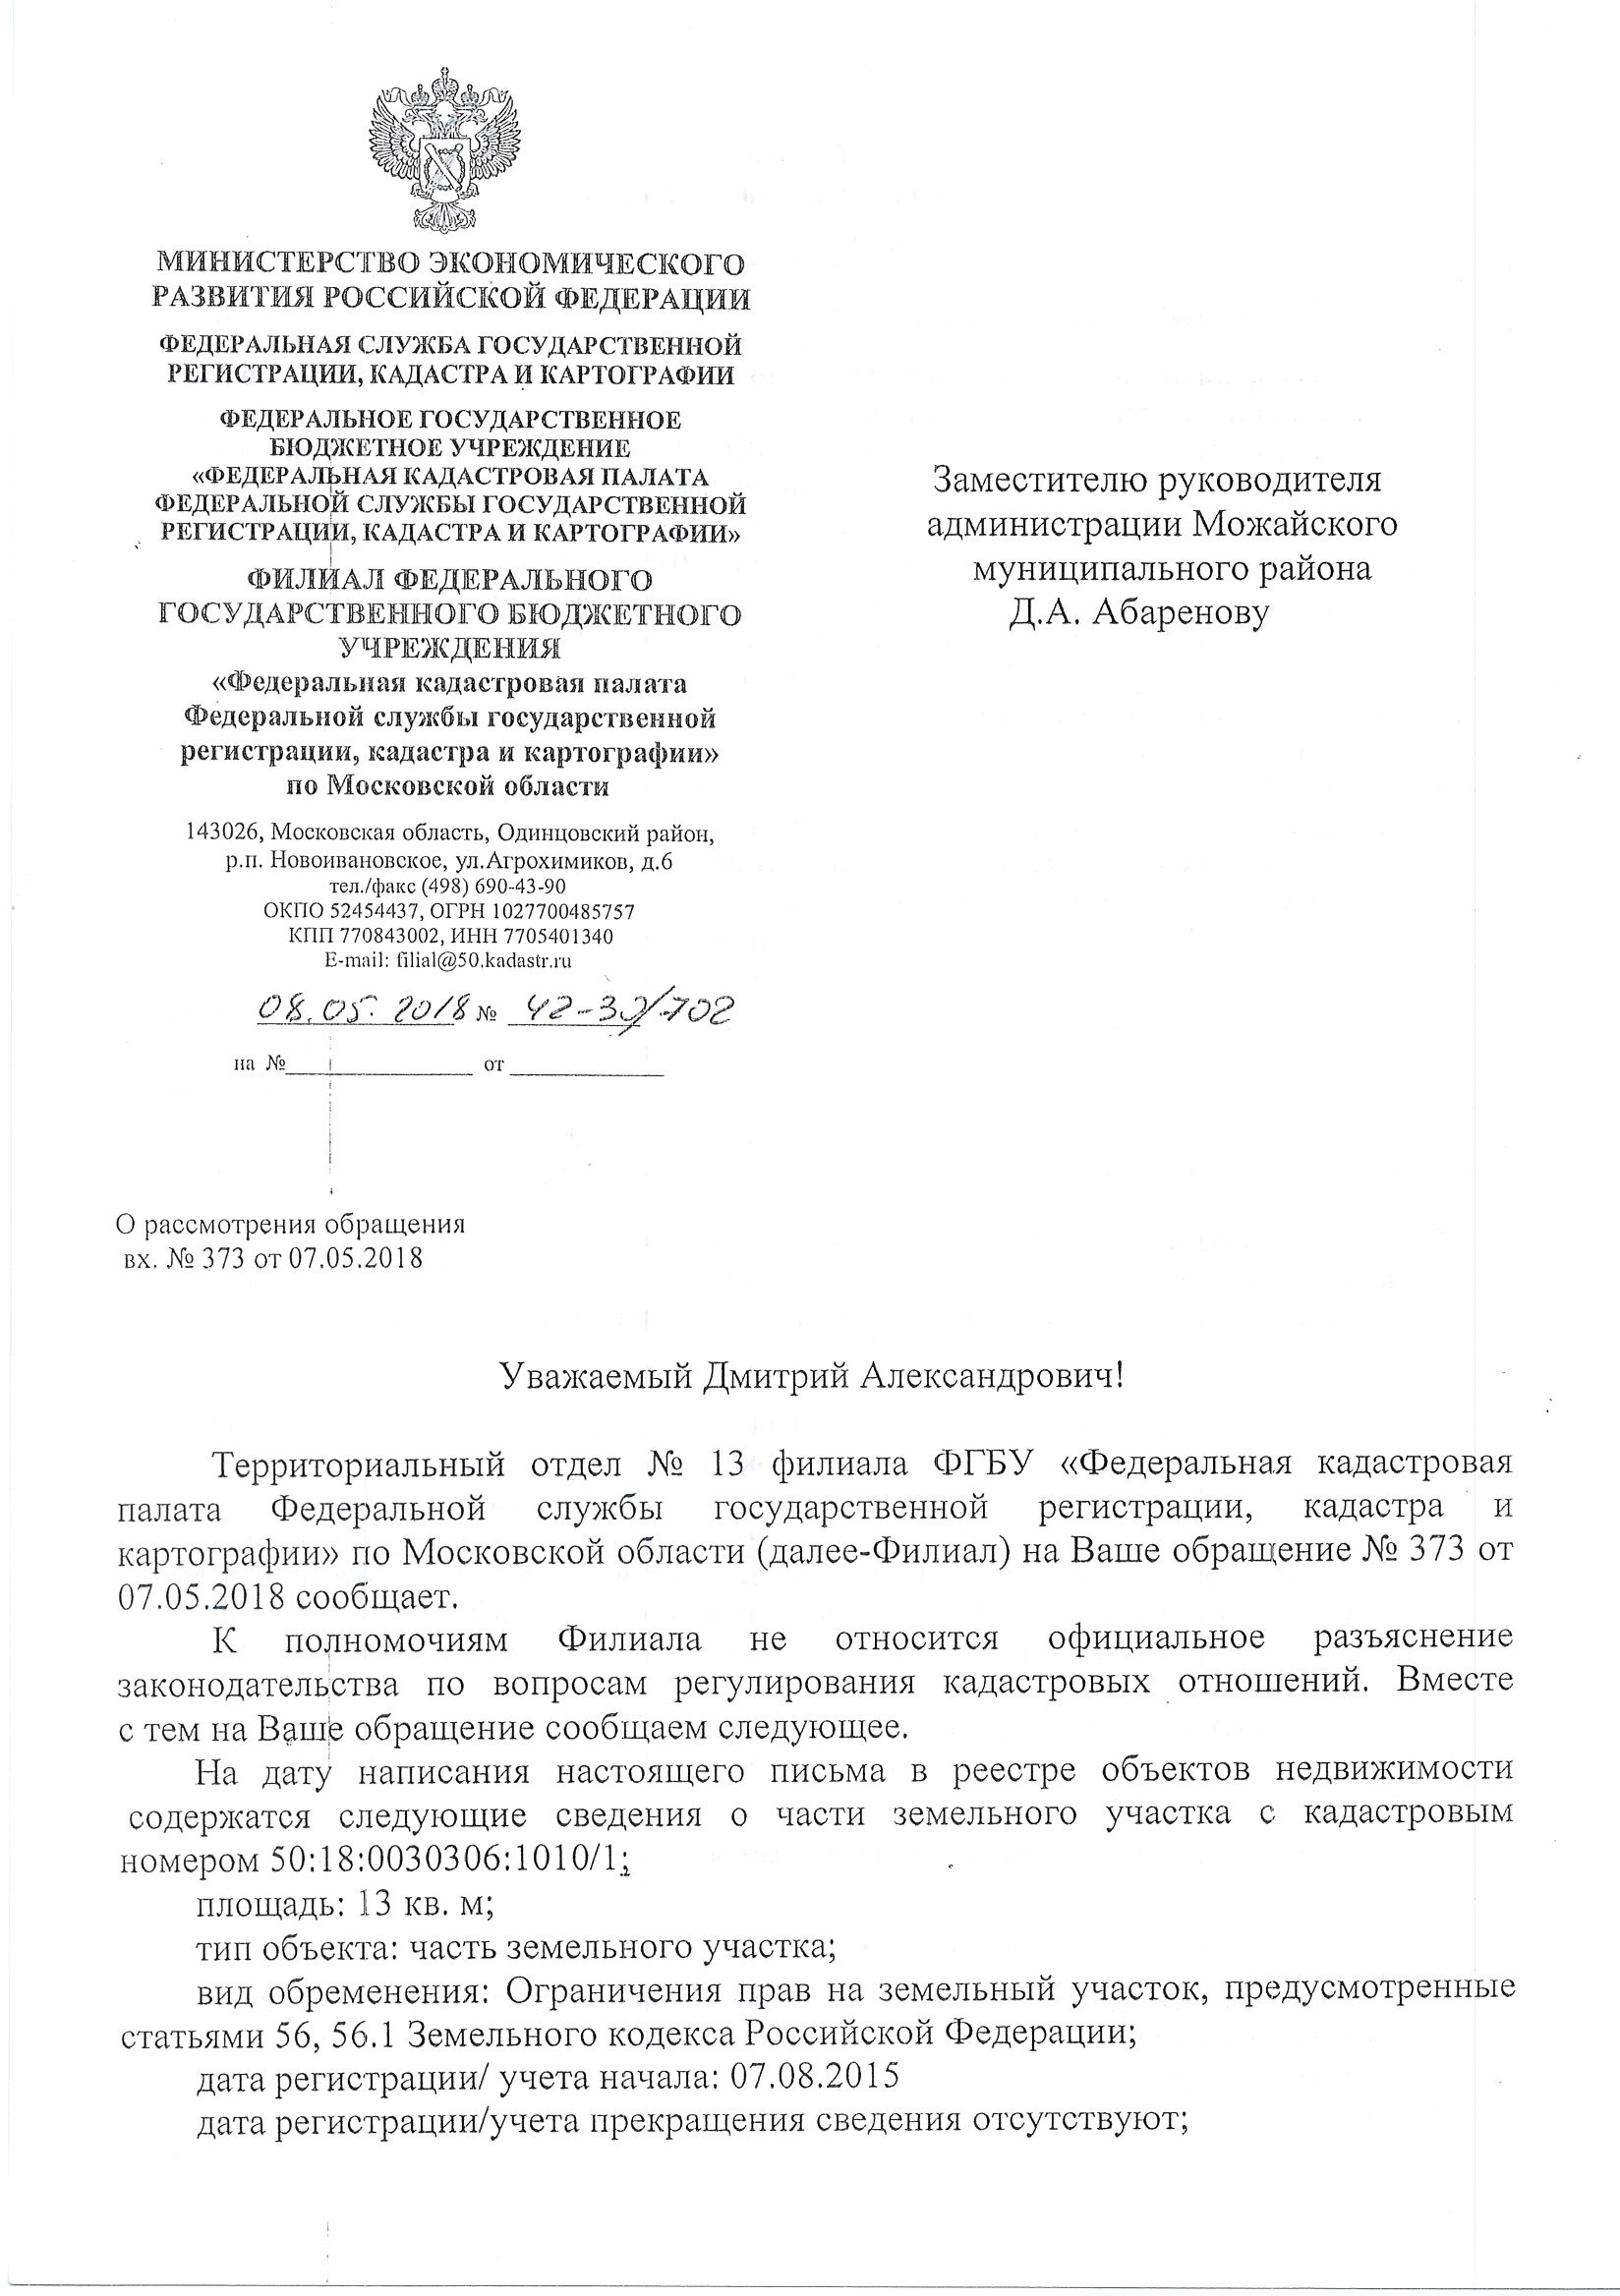 МИНИСТЕРСТВО ЭКОНОМИЧЕСКОГО
РАЗВИТИЯ РОССИЙСКОЙ ФЕДЕРАЦИИ
ФЕДЕРАЛЬНАЯ СЛУЖБА ГОСУДАРСТВЕННОЙ
РЕГИСТРАЦИИ, КАДАСТРА И КАРТОГРАФИИ
ФЕДЕРАЛЬНОЕ ГОСУДАРСТВЕННОЕ
БЮДЖЕТНОЕ УЧРЕЖДЕНИЕ
«ФЕДЕРАЛЬНАЯ КАДАСТРОВАЯ ПАЛАТА
ФЕДЕРАЛЬНОЙ СЛУЖБЫ ГОСУДАРСТВЕННОЙ
РЕГИСТРАЦИИ, КАДАСТРА И КАРТОГРАФИИ»
ФИЛИАЛ ФЕДЕРАЛЬНОГО
ГОСУДАРСТВЕННОГО БЮДЖЕТНОГО
УЧРЕЖДЕНИЯ
«Федеральная кадастровая палата
Федеральной службы государственной
регистрации, кадастра и картографии»
по Московской области
143026, Московская область, Одинцовский район,
р.п. Новоивановское, ул.Агрохимиков, д.6
тел./факс (498) 690-43-90
ОКПО 52454437, ОГРН 1027700485757
КПП 770843002, ИНН 7705401340
E-mail: filial@50.kadastr.ru
08.05.2018 №
на № от
Заместителю руководителя
администрации Можайского
муниципального района
Д.А. Абаренову
О рассмотрения обращения
вх. № 373 от 07.05.2018
Уважаемый Дмитрий Александрович!
Территориальный отдел № 13 филиала ФГБУ «Федеральная кадастровая
палата Федеральной службы государственной регистрации, кадастра и
картографии» по Московской области (далее-Филиал) на Ваше обращение № 373 от
07.05.2018 сообщает.
К полномочиям Филиала не относится официальное разъяснение
законодательства по вопросам регулирования кадастровых отношений. Вместе
с тем на Ваше обращение сообщаем следующее.
На дату написания настоящего письма в реестре объектов недвижимости
содержатся следующие сведения о части земельного участка с кадастровым
номером 50:18:0030306:1010/1;
площадь: 13 кв. м;
тип объекта: часть земельного участка;
вид обременения: Ограничения прав на земельный участок, предусмотренные
статьями 56, 56.1 Земельного кодекса Российской Федерации;
дата регистрации/ учета начала: 07.08.2015
дата регистрации/учета прекращения сведения отсутствуют;